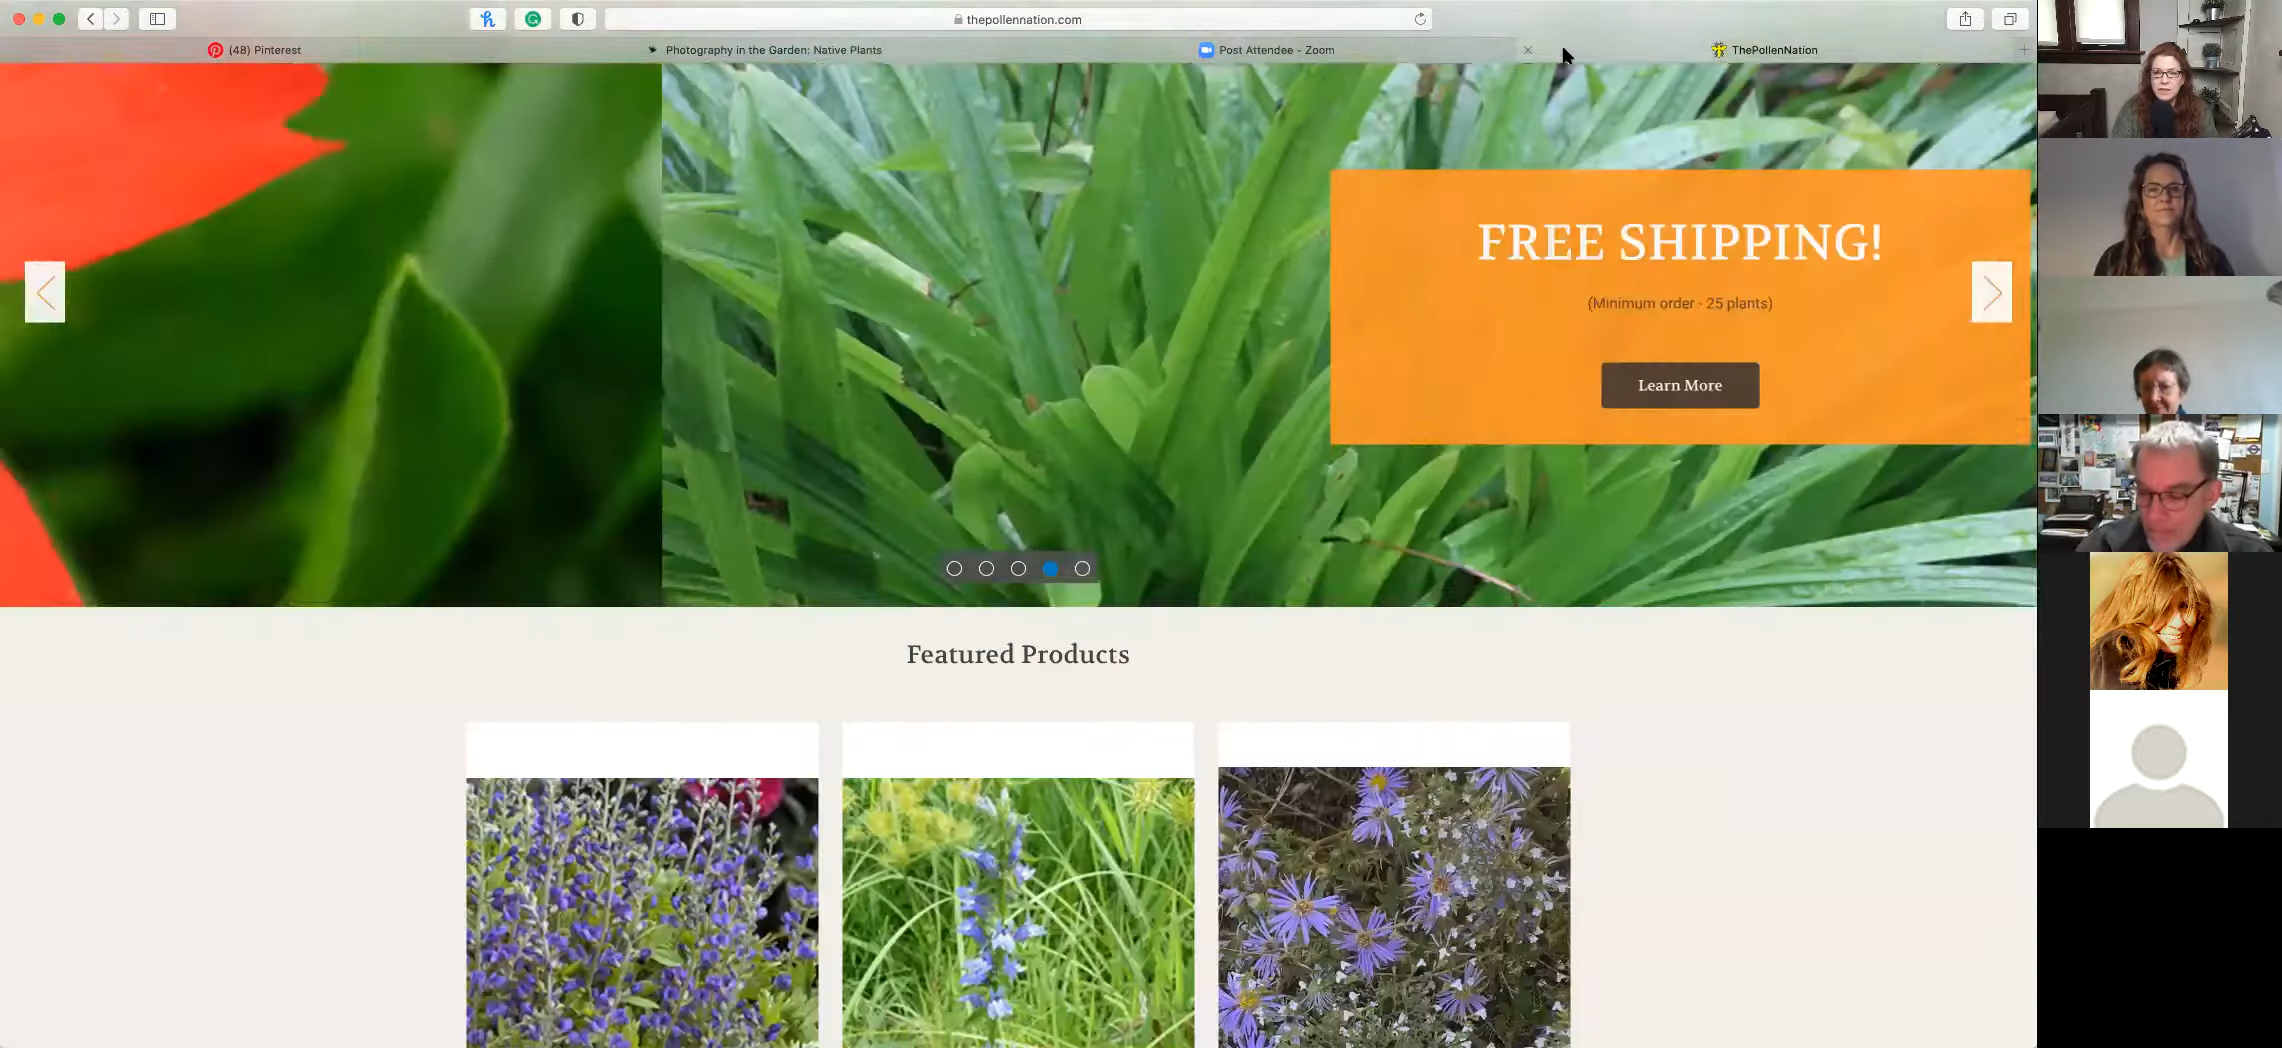 thepollennation.com
(48) Pinterest
Photography in the Garden: Native Plants
Post Attendee - Zoom
ThePollenNation
FREE SHIPPING!
(Minimum order - 25 plants)
Learn More
Featured Products